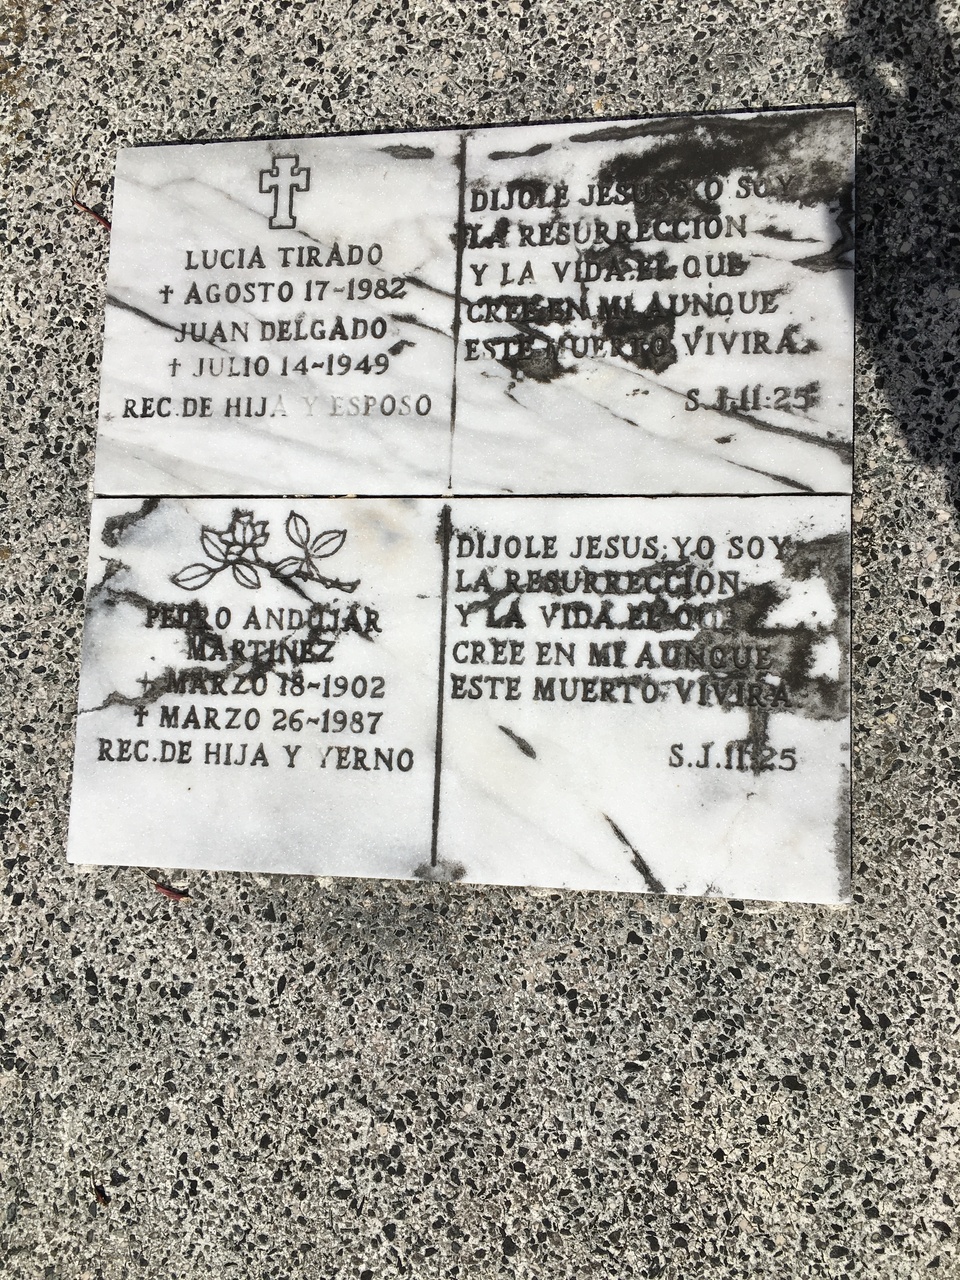 LUCIA TIRADO
† AGOSTO 17-1982
JUAN DELGADO
† JULIO 14-1949
REC.DE HIJA Y ESPOSO
DIJOLE JESUS:YO SOY
LA RESURRECCION
Y LA VIDA.EL QUE
CREE EN MI AUNQUE
ESTE MUERTO, VIVIRA.
S.J.11:25
PEDRO ANDUJAR
MARTINEZ
† MARZO 18-1902
† MARZO 26-1987
REC.DE HIJA Y YERNO
DIJOLE JESUS:YO SOY
LA RESURRECCION
Y LA VIDA.EL QUE
CREE EN MI AUNQUE
ESTE MUERTO, VIVIRA
S.J.11:25